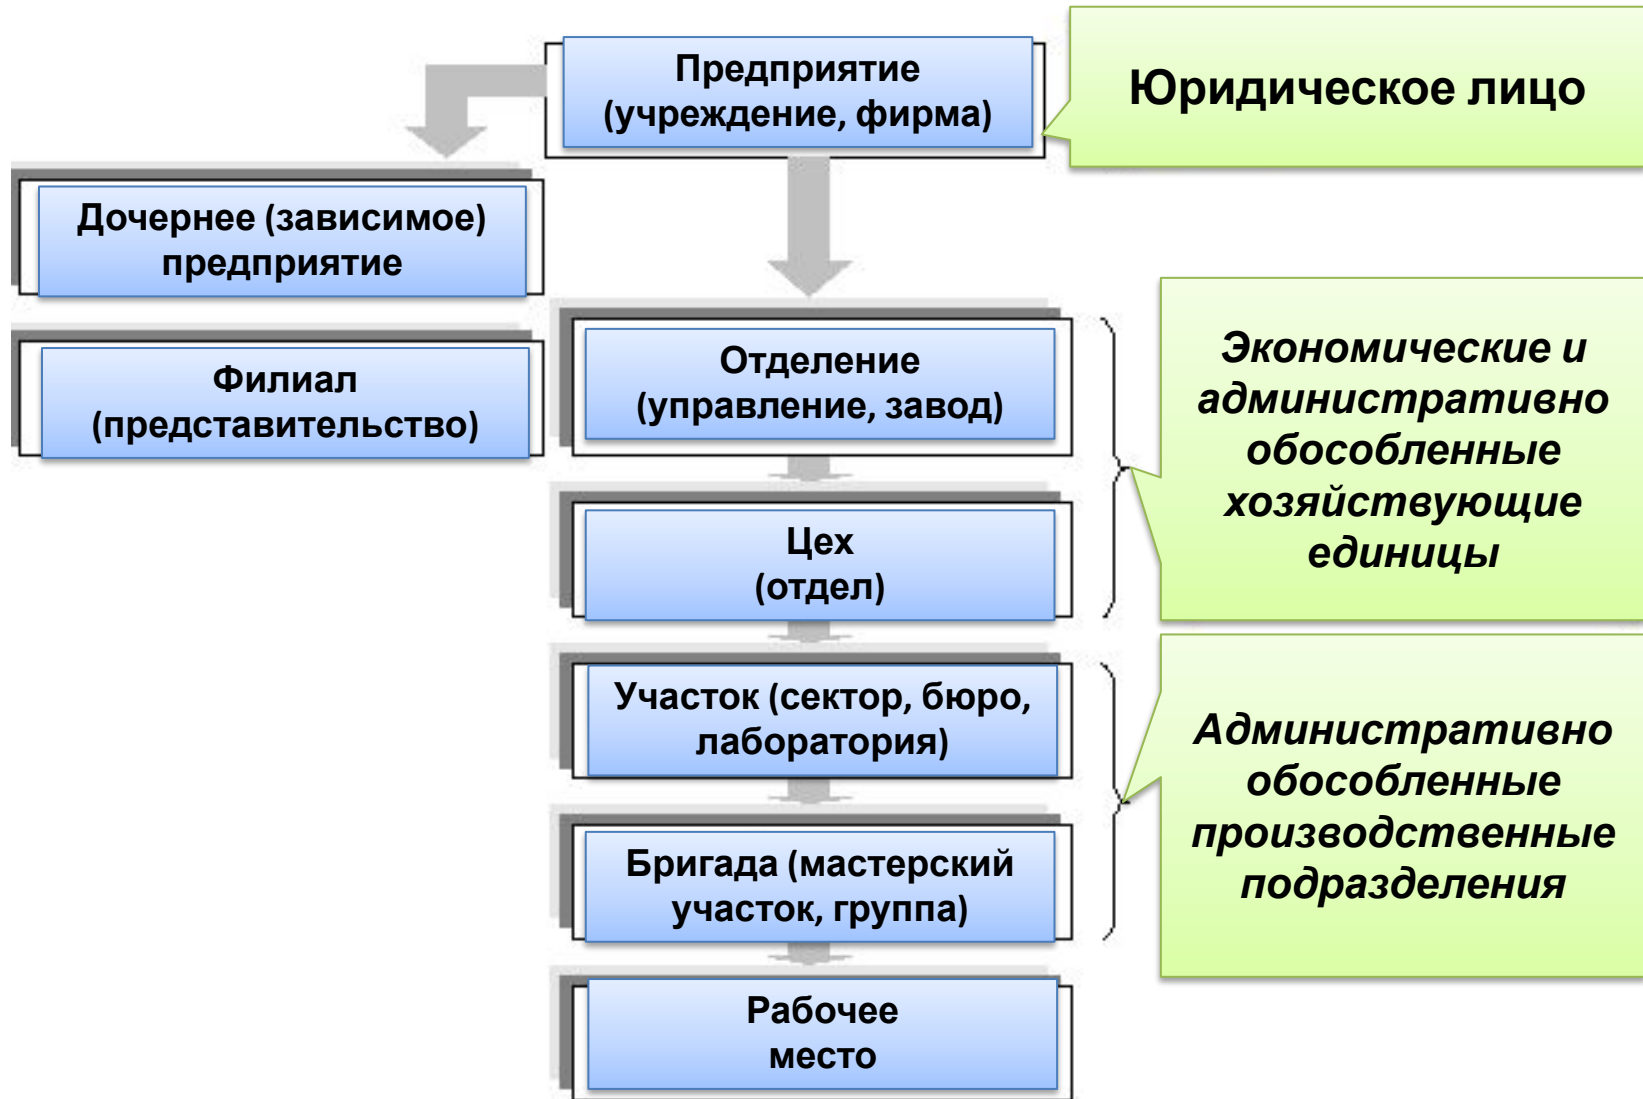 Предприятие
(учреждение, фирма)
Юридическое лицо
Дочернее (зависимое)
предприятие
Филиал
(представительство)
Отделение
(управление, завод)
Экономические и
административно
обособленные
хозяйствующие
единицы
Цех
(отдел)
Участок (сектор, бюро,
лаборатория)
Административно
обособленные
производственные
подразделения
Бригада (мастерский
участок, группа)
Рабочее
место